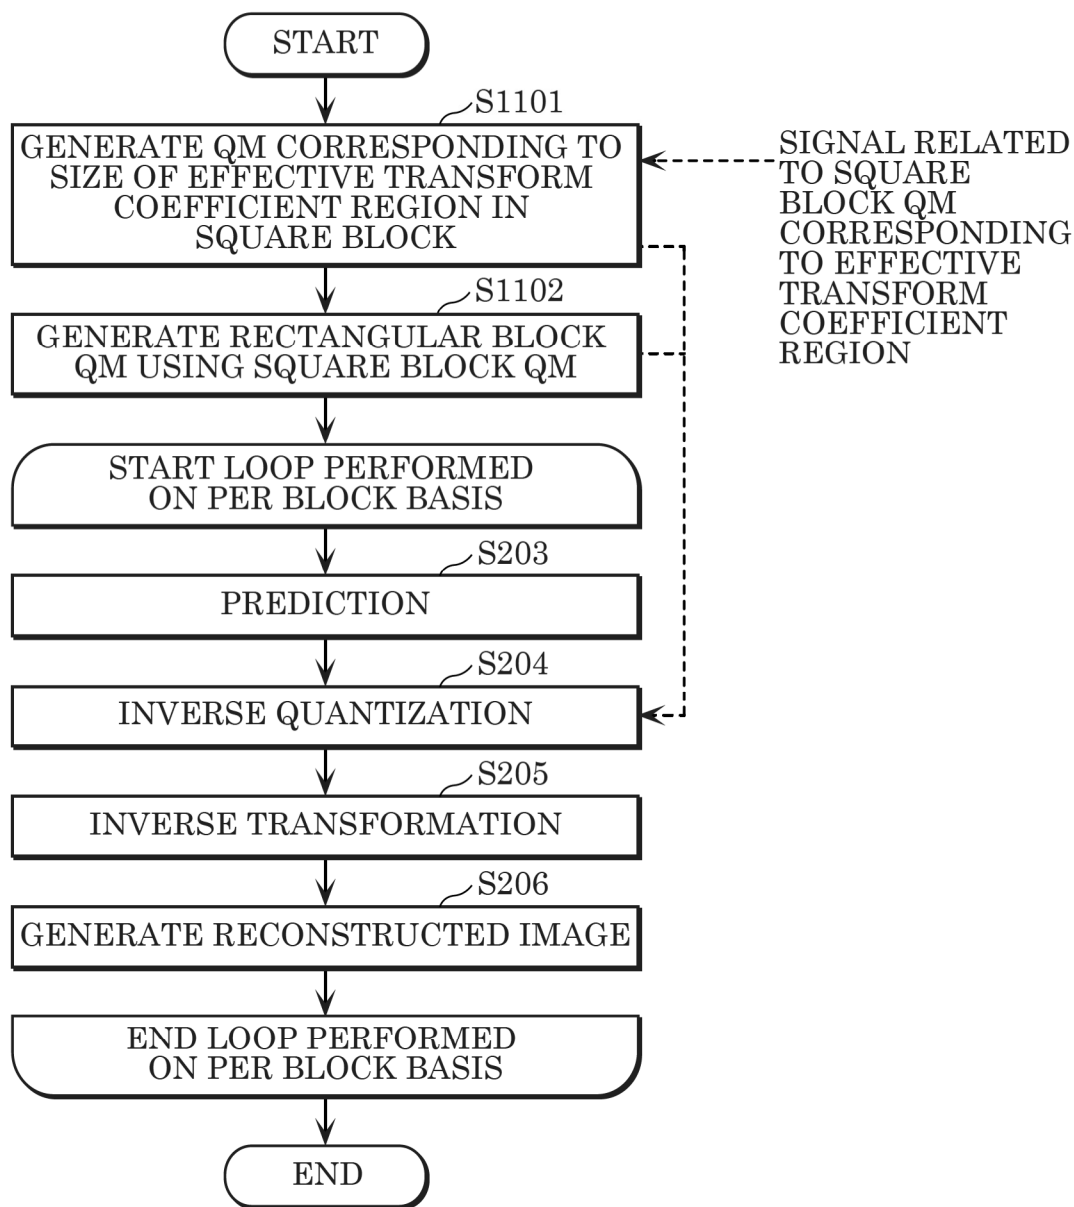 START
S1101
GENERATE QM CORRESPONDING TO
SIZE OF EFFECTIVE TRANSFORM
COEFFICIENT REGION IN
SQUARE BLOCK
SIGNAL RELATED
TO SQUARE
BLOCK QM
CORRESPONDING
TO EFFECTIVE
TRANSFORM
COEFFICIENT
REGION
S1102
GENERATE RECTANGULAR BLOCK
QM USING SQUARE BLOCK QM
START LOOP PERFORMED
ON PER BLOCK BASIS
S203
PREDICTION
S204
INVERSE QUANTIZATION
S205
INVERSE TRANSFORMATION
S206
GENERATE RECONSTRUCTED IMAGE
END LOOP PERFORMED
ON PER BLOCK BASIS
END